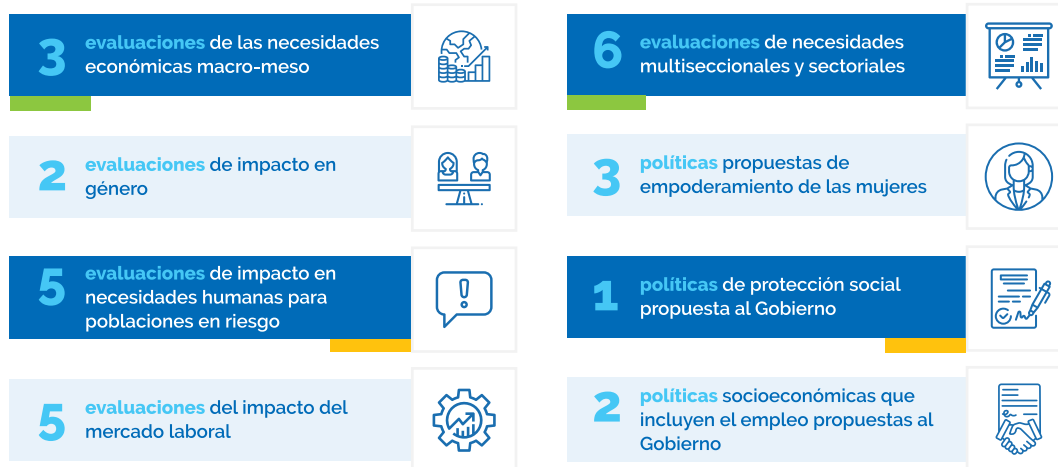 3
evaluaciones de las necesidades
económicas macro-meso
2
evaluaciones de impacto en
género
5
evaluaciones de impacto en
necesidades humanas para
poblaciones en riesgo
5
evaluaciones del impacto del
mercado laboral
6
evaluaciones de necesidades
multiseccionales y sectoriales
3
políticas propuestas de
empoderamiento de las mujeres
1
políticas de protección social
propuesta al Gobierno
2
políticas socioeconómicas que
incluyen el empleo propuestas al
Gobierno